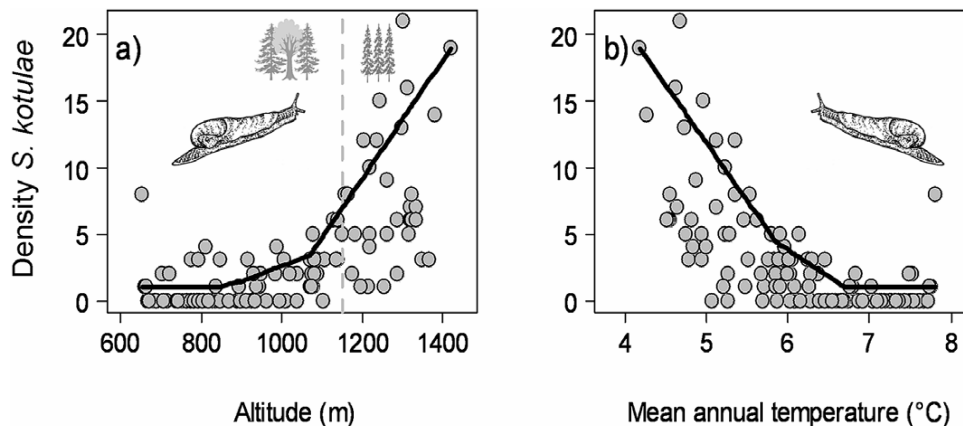 Density S. kotulae
a)
20
15
10
5
0
600 800 1000 1200 1400
Altitude (m)
b)
20
15
10
5
0
4 5 6 7 8
Mean annual temperature (°C)